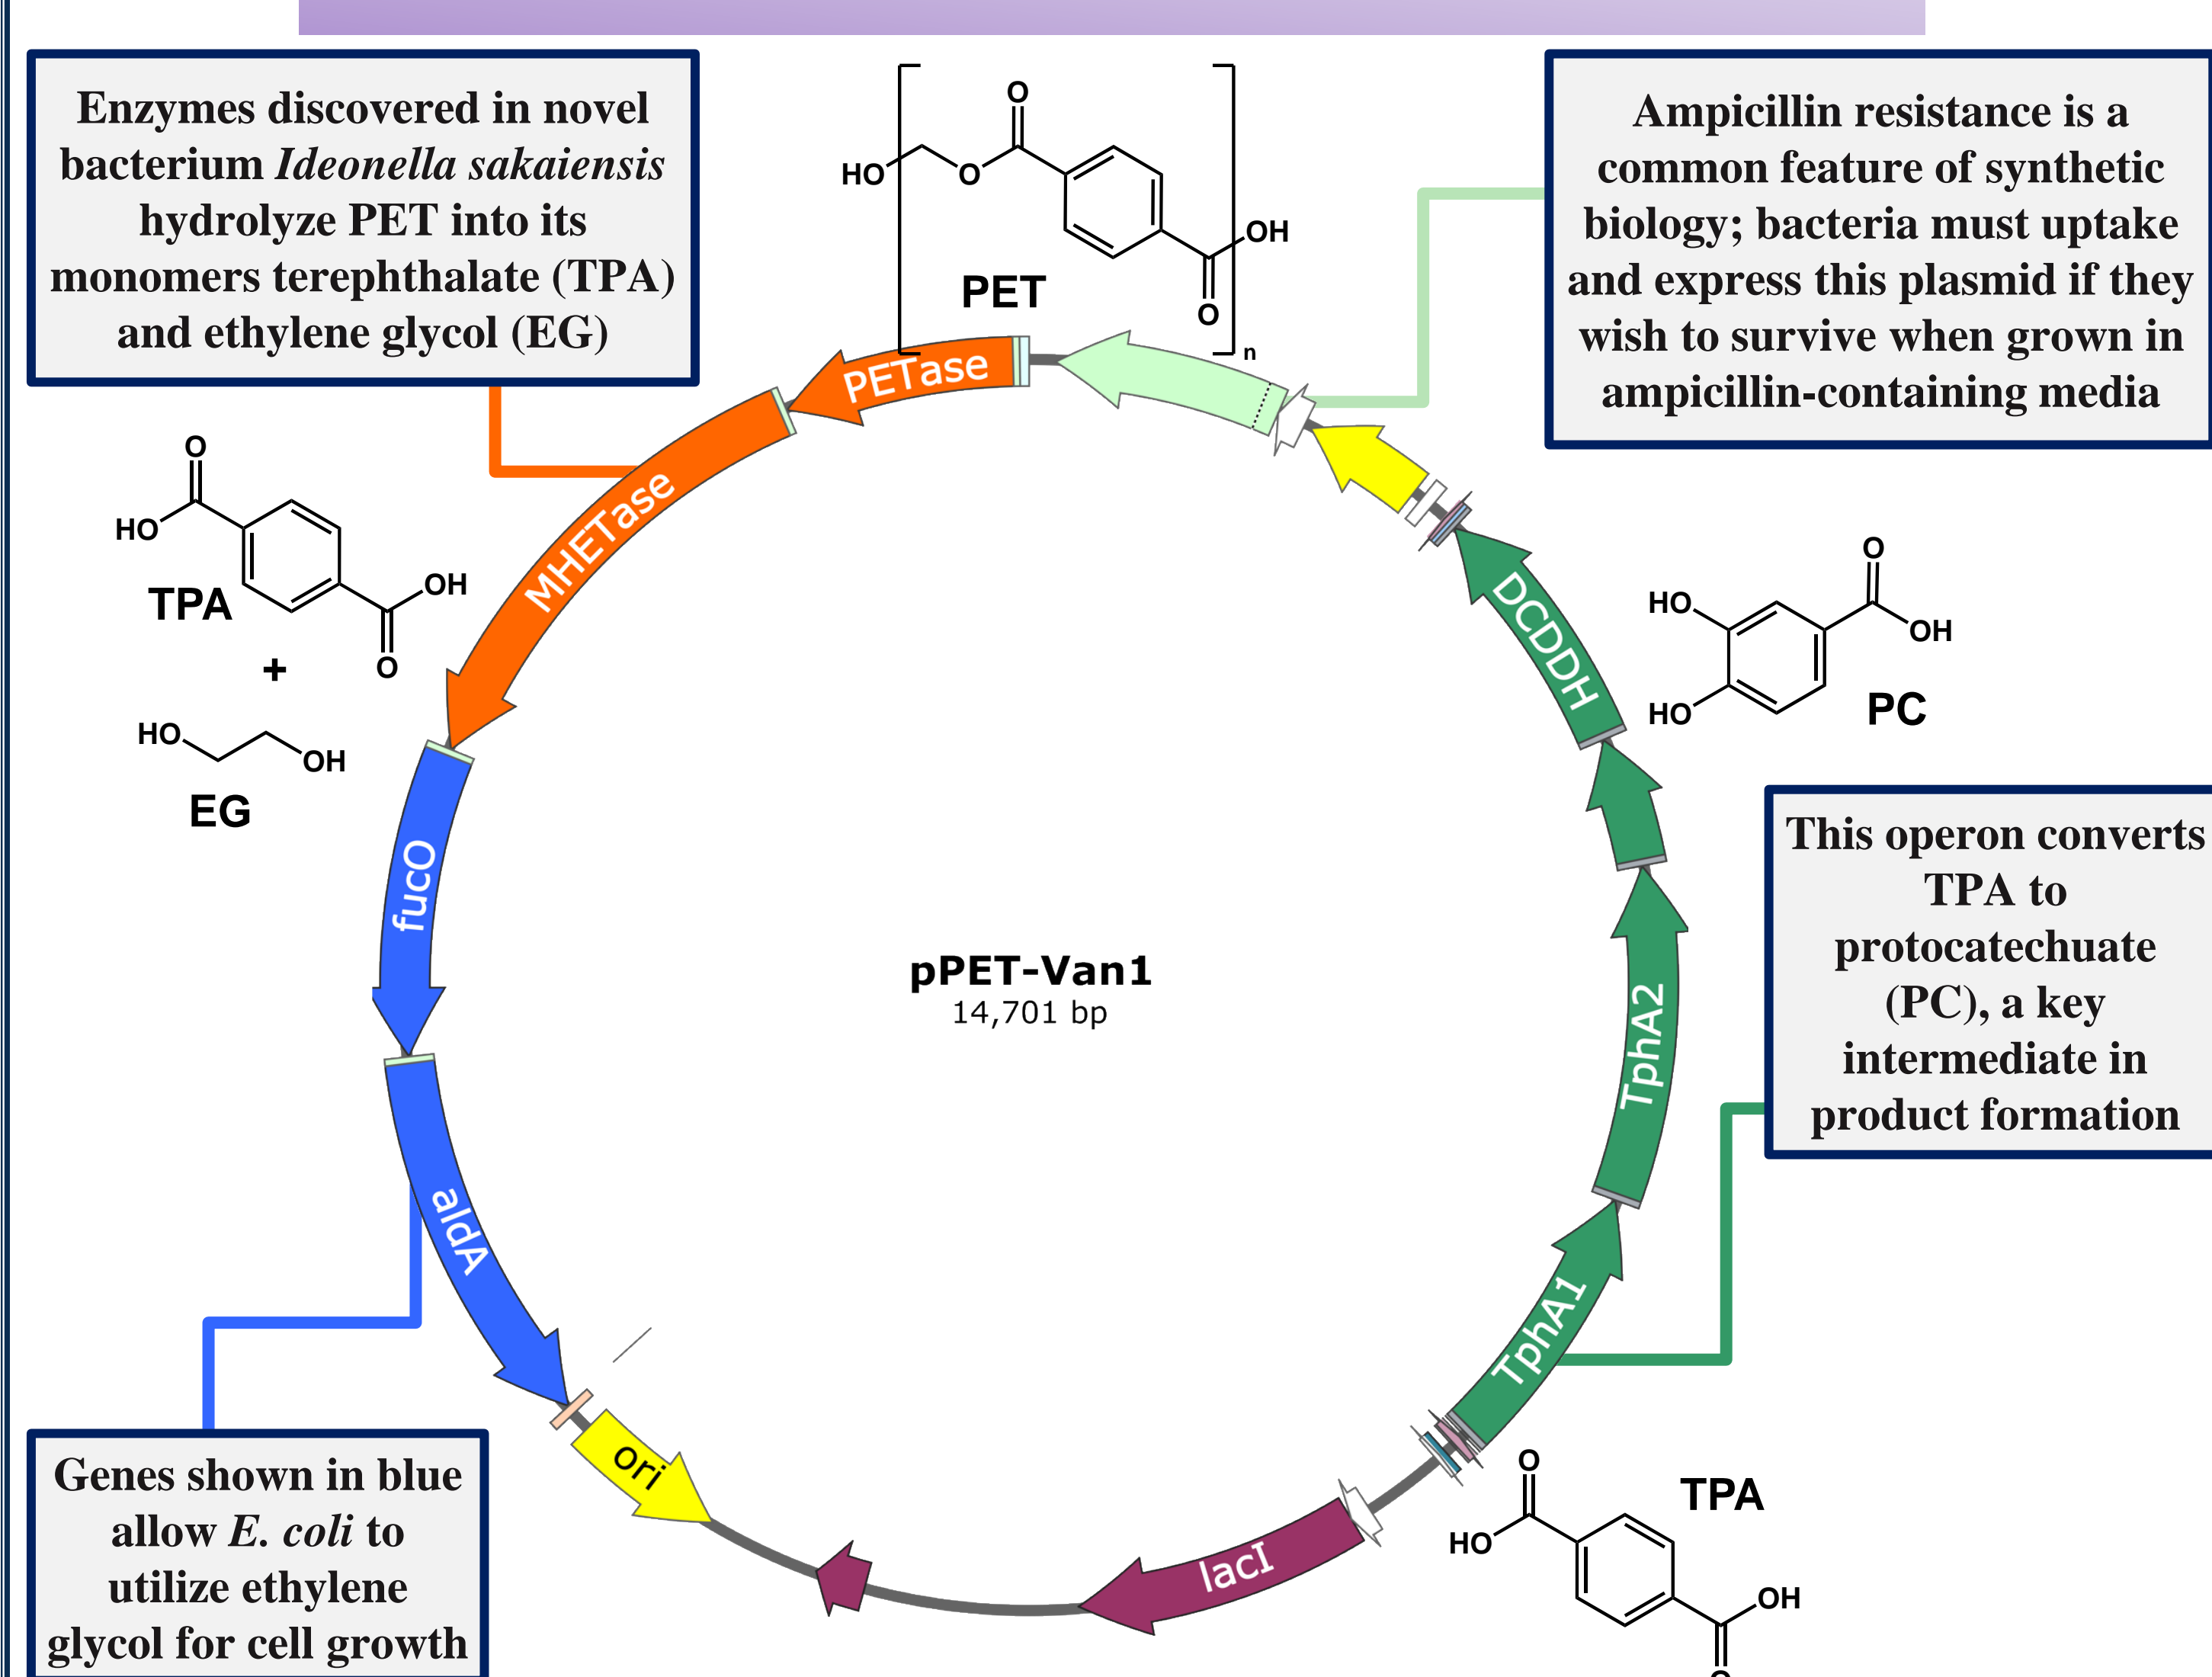 Enzymes discovered in novel
bacterium Ideonella sakaiensis
hydrolyze PET into its
monomers terephthalate (TPA)
and ethylene glycol (EG)
O
HO
O
OH
O
PET
n
Ampicillin resistance is a
common feature of synthetic
biology; bacteria must uptake
and express this plasmid if they
wish to survive when grown in
ampicillin-containing media
PETase
MHETase
O
HO
OH
O
TPA
+
HO
OH
EG
fucO
aldA
ori
lacI
pPET-Van1
14,701 bp
DCDDH
TphA2
TphA1
O
HO
OH
HO
PC
This operon converts
TPA to
protocatechuate
(PC), a key
intermediate in
product formation
Genes shown in blue
allow E. coli to
utilize ethylene
glycol for cell growth
O
TPA
HO
OH
O